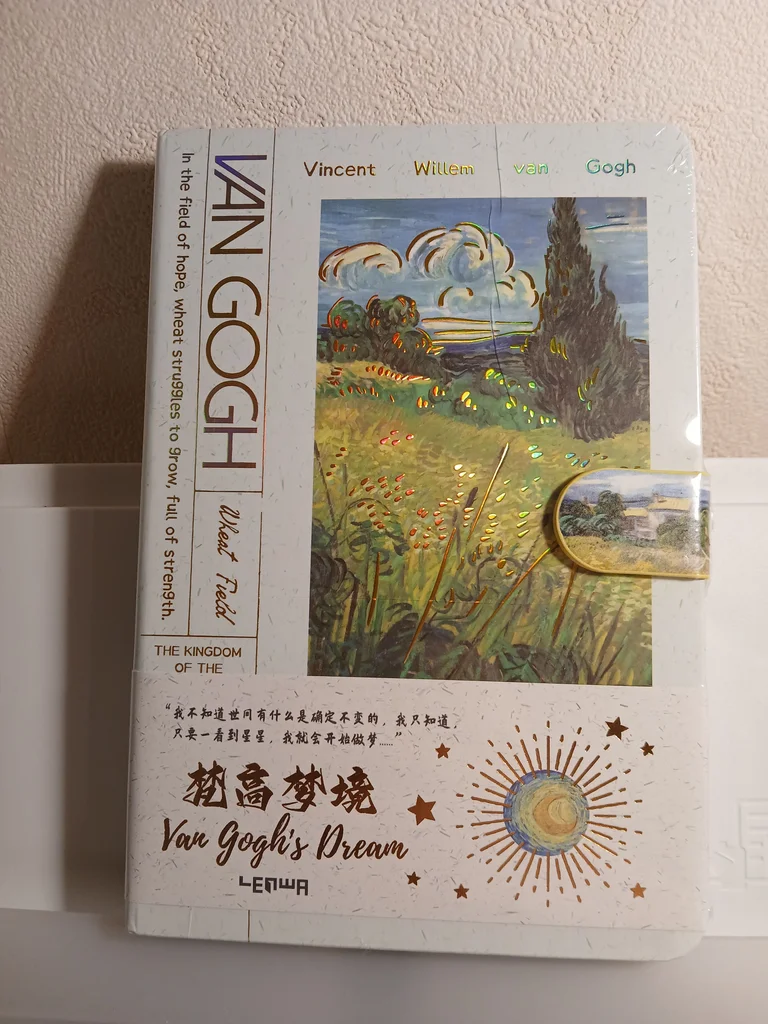 Vincent Willem van Gogh
VAN GOGH
In the field of hope, wheat struggles to grow, full of strength.
Wheat Field
THE KINGDOM
OF THE
“我不知道世间有什么是确定不变的，我只知道，
只要一看到星星，我就会开始做梦……”
梵高梦境
Van Gogh's Dream
LENWA